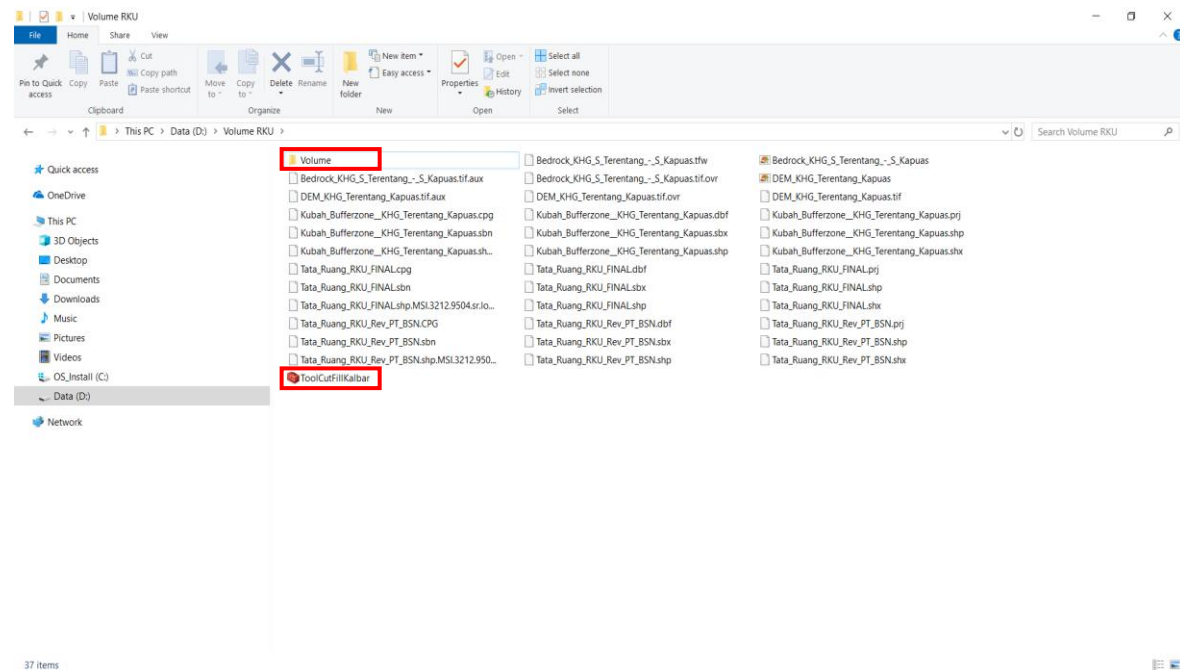 Volume RKU
File Home Share View
Pin to Quick access
Copy
Paste
Cut
Copy path
Paste shortcut
Clipboard
Move to
Copy to
Delete
Rename
Organize
New folder
New item
Easy access
New
Properties
Open
Edit
History
Open
Select all
Select none
Invert selection
Select
This PC > Data (D:) > Volume RKU >
Search Volume RKU
Quick access
OneDrive
This PC
3D Objects
Desktop
Documents
Downloads
Music
Pictures
Videos
OS_Install (C:)
Data (D:)
Network
Volume Bedrock_KHG_S_Terentang_-_S_Kapuas.tfw Bedrock_KHG_S_Terentang_-_S_Kapuas
Bedrock_KHG_S_Terentang_-_S_Kapuas.tif.aux Bedrock_KHG_S_Terentang_-_S_Kapuas.tif.ovr DEM_KHG_Terentang_Kapuas
DEM_KHG_Terentang_Kapuas.tif.aux DEM_KHG_Terentang_Kapuas.tif.ovr DEM_KHG_Terentang_Kapuas.tif
Kubah_Bufferzone__KHG_Terentang_Kapuas.cpg Kubah_Bufferzone__KHG_Terentang_Kapuas.dbf Kubah_Bufferzone__KHG_Terentang_Kapuas.prj
Kubah_Bufferzone__KHG_Terentang_Kapuas.sbn Kubah_Bufferzone__KHG_Terentang_Kapuas.sbx Kubah_Bufferzone__KHG_Terentang_Kapuas.shp
Kubah_Bufferzone__KHG_Terentang_Kapuas.sh... Kubah_Bufferzone__KHG_Terentang_Kapuas.shp Kubah_Bufferzone__KHG_Terentang_Kapuas.shx
Tata_Ruang_RKU_FINAL.cpg Tata_Ruang_RKU_FINAL.dbf Tata_Ruang_RKU_FINAL.prj
Tata_Ruang_RKU_FINAL.sbn Tata_Ruang_RKU_FINAL.sbx Tata_Ruang_RKU_FINAL.shp
Tata_Ruang_RKU_FINAL.shp.MSI.3212.9504.sr.lo... Tata_Ruang_RKU_FINAL.shp Tata_Ruang_RKU_FINAL.shx
Tata_Ruang_RKU_Rev_PT_BSN.CPG Tata_Ruang_RKU_Rev_PT_BSN.dbf Tata_Ruang_RKU_Rev_PT_BSN.prj
Tata_Ruang_RKU_Rev_PT_BSN.sbn Tata_Ruang_RKU_Rev_PT_BSN.sbx Tata_Ruang_RKU_Rev_PT_BSN.shp
Tata_Ruang_RKU_Rev_PT_BSN.shp.MSI.3212.950... Tata_Ruang_RKU_Rev_PT_BSN.shp Tata_Ruang_RKU_Rev_PT_BSN.shx
ToolCutFillKalbar
37 items